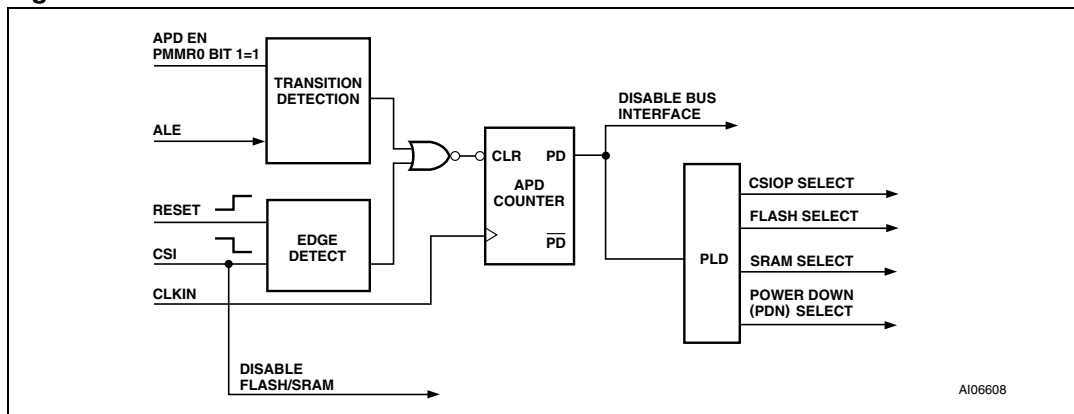 APD EN
PMMR0 BIT 1=1
TRANSITION
DETECTION
ALE
RESET
CSI
EDGE
DETECT
CLKIN
DISABLE
FLASH/SRAM
CLR PD
APD
COUNTER
PD
DISABLE BUS
INTERFACE
PLD
CSIOP SELECT
FLASH SELECT
SRAM SELECT
POWER DOWN
(PDN) SELECT
AI06608